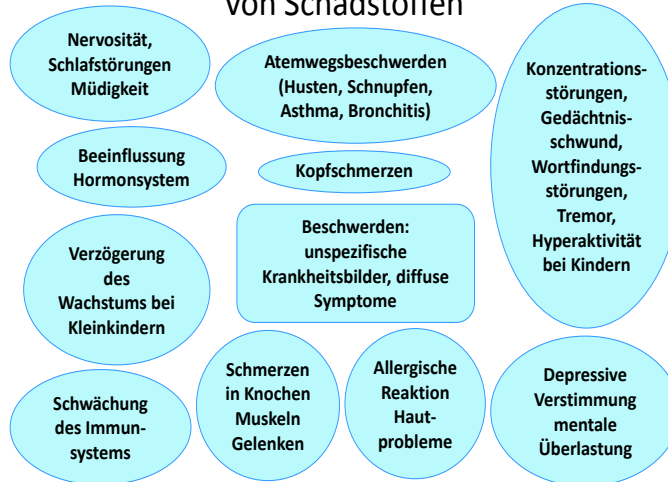 von Schadstoffen
Nervosität,
Schlafstörungen
Müdigkeit
Atemwegsbeschwerden
(Husten, Schnupfen,
Asthma, Bronchitis)
Konzentrations-
störungen,
Gedächtnis-
schwund,
Wortfindungs-
störungen,
Tremor,
Hyperaktivität
bei Kindern
Beeinflussung
Hormonsystem
Kopfschmerzen
Beschwerden:
unspezifische
Krankheitsbilder, diffuse
Symptome
Verzögerung
des
Wachstums bei
Kleinkindern
Schwächung
des Immun-
systems
Schmerzen
in Knochen
Muskeln
Gelenken
Allergische
Reaktion
Haut-
probleme
Depressive
Verstimmung
mentale
Überlastung